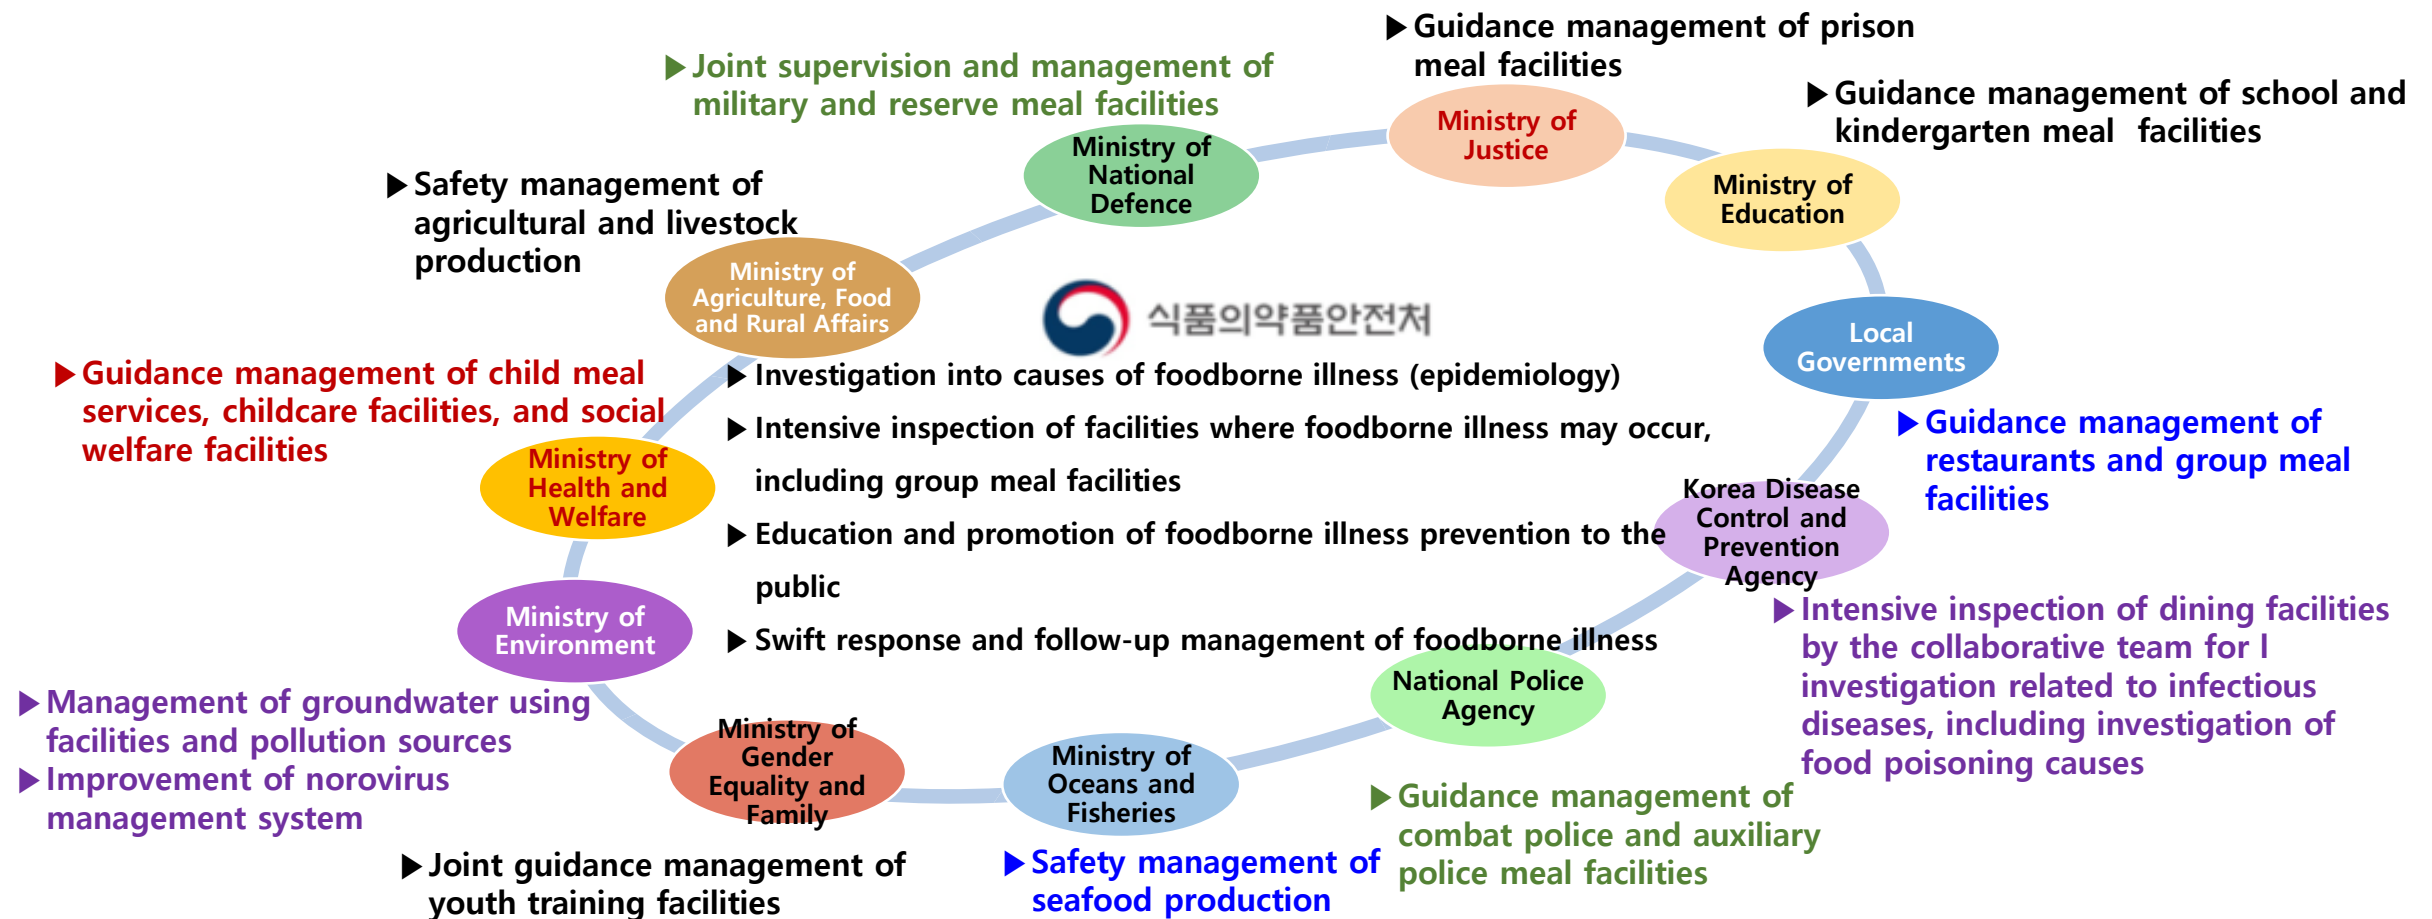 ▶Guidance management of prison
meal facilities
▶Joint supervision and management of
military and reserve meal facilities
▶Guidance management of school and
kindergarten meal facilities
Ministry of
Justice
Ministry of
National
Defence
Ministry of
Education
▶Safety management of
agricultural and livestock
production
Ministry of
Agriculture, Food
and Rural Affairs
식품의약품안전처
Local
Governments
▶Guidance management of child meal
services, childcare facilities, and social
welfare facilities
▶Investigation into causes of foodborne illness (epidemiology)
▶Intensive inspection of facilities where foodborne illness may occur,
including group meal facilities
▶Education and promotion of foodborne illness prevention to the
public
▶Swift response and follow-up management of foodborne illness
▶Guidance management of
restaurants and group meal
facilities
Ministry of
Health and
Welfare
Korea Disease
Control and
Prevention
Agency
Ministry of
Environment
▶Intensive inspection of dining facilities
by the collaborative team for l
investigation related to infectious
diseases, including investigation of
food poisoning causes
National Police
Agency
▶Management of groundwater using
facilities and pollution sources
▶Improvement of norovirus
management system
Ministry of
Gender
Equality and
Family
Ministry of
Oceans and
Fisheries
▶Guidance management of
combat police and auxiliary
police meal facilities
▶Joint guidance management of
youth training facilities
▶Safety management of
seafood production